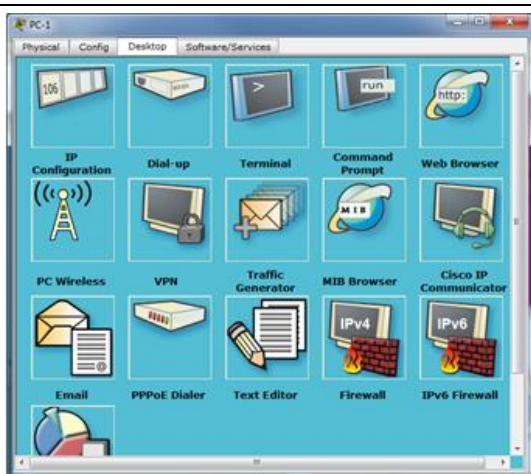 PC-1
Physical Config Desktop Software/Services
106
>
run
http:
IP Configuration
Dial-up
Terminal
Command Prompt
Web Browser
MIB
PC Wireless
VPN
Traffic Generator
MIB Browser
Cisco IP Communicator
IPv4
IPv6
Email
PPPoE Dialer
Text Editor
Firewall
IPv6 Firewall